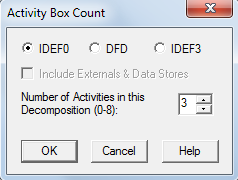 Activity Box Count
IDEF0 DFD IDEF3
Include Externals & Data Stores
Number of Activities in this
Decomposition (0-8):
3
OK Cancel Help